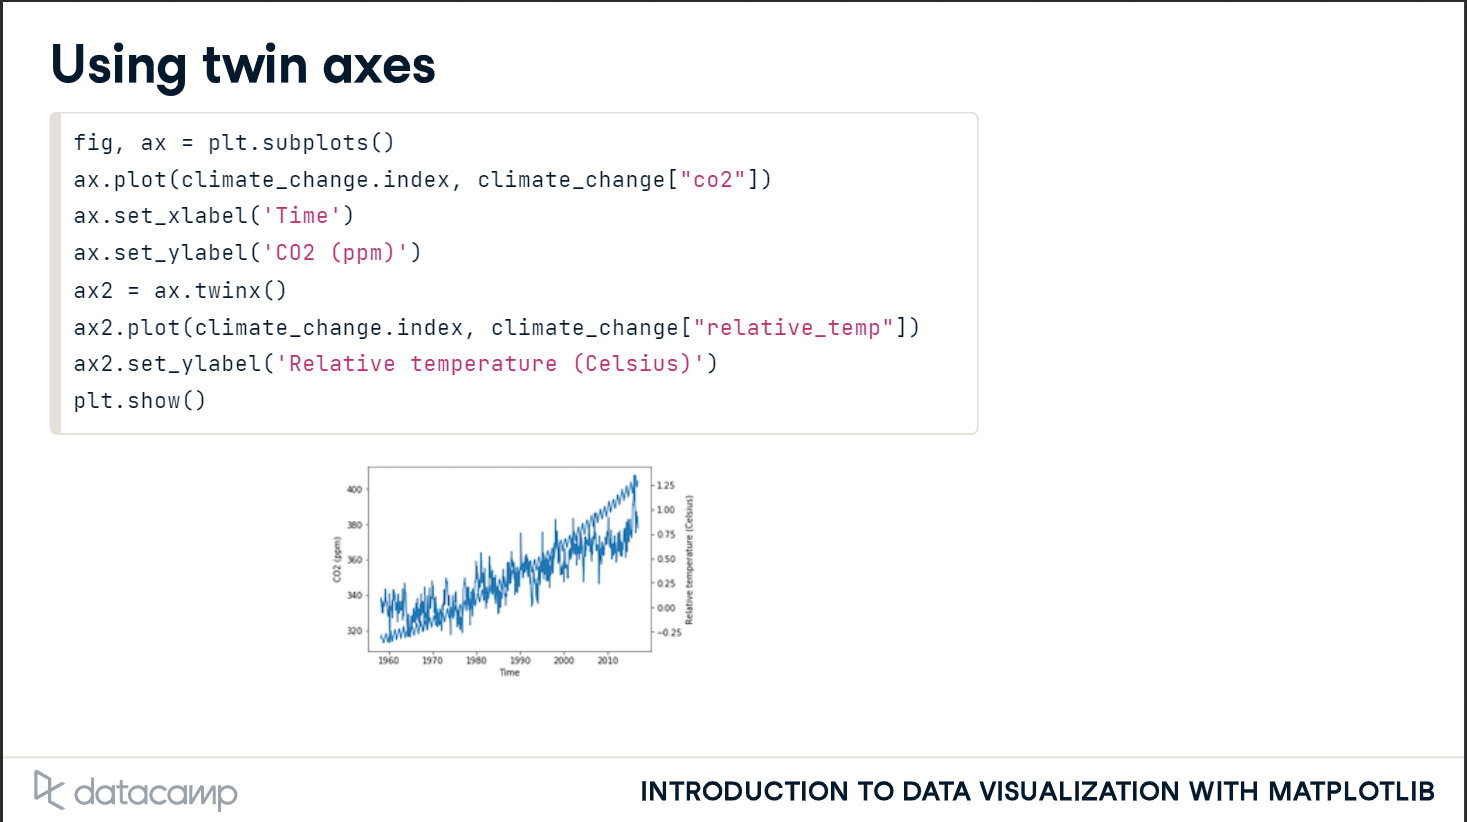 Using twin axes
fig, ax = plt.subplots()
ax.plot(climate_change.index, climate_change["co2"])
ax.set_xlabel('Time')
ax.set_ylabel('CO2 (ppm)')
ax2 = ax.twinx()
ax2.plot(climate_change.index, climate_change["relative_temp"])
ax2.set_ylabel('Relative temperature (Celsius)')
plt.show()
400
380
360
340
320
CO2 (ppm)
1.25
1.00
0.75
0.50
0.25
0.00
−0.25
Relative temperature (Celsius)
1960 1970 1980 1990 2000 2010
Time
datacamp
INTRODUCTION TO DATA VISUALIZATION WITH MATPLOTLIB